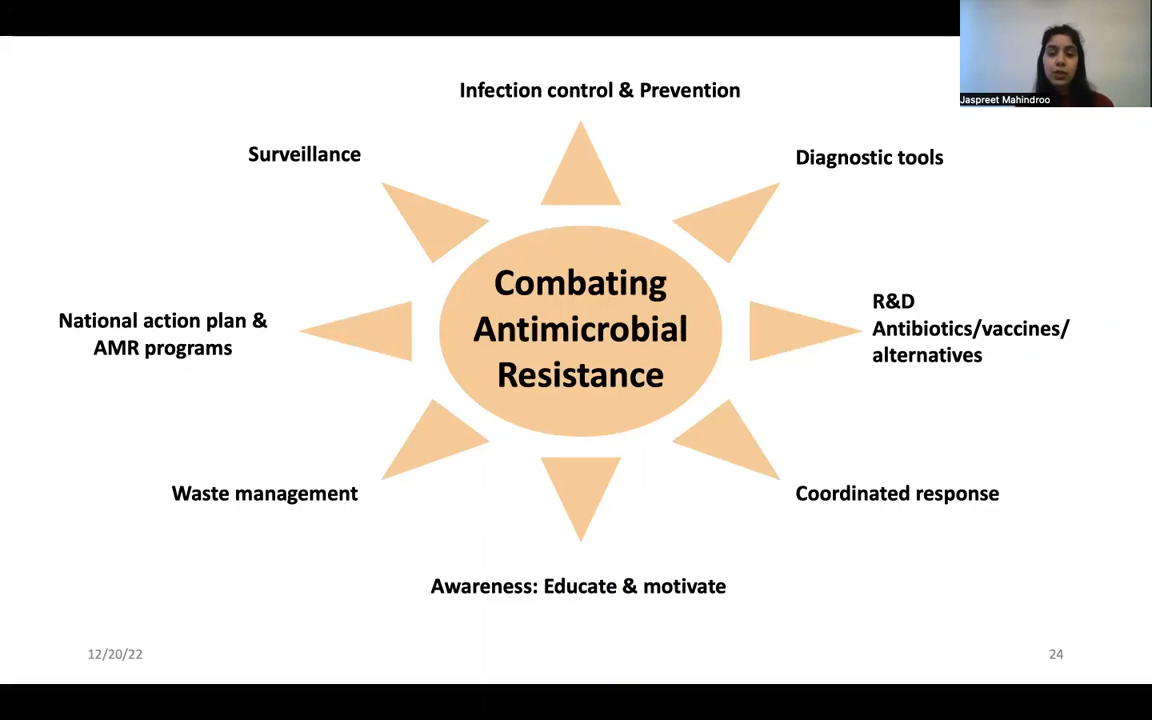 Jaspreet Mahindroo
Infection control & Prevention
Surveillance
Diagnostic tools
Combating
Antimicrobial
Resistance
National action plan &
AMR programs
R&D
Antibiotics/vaccines/
alternatives
Waste management
Coordinated response
Awareness: Educate & motivate
12/20/22
24